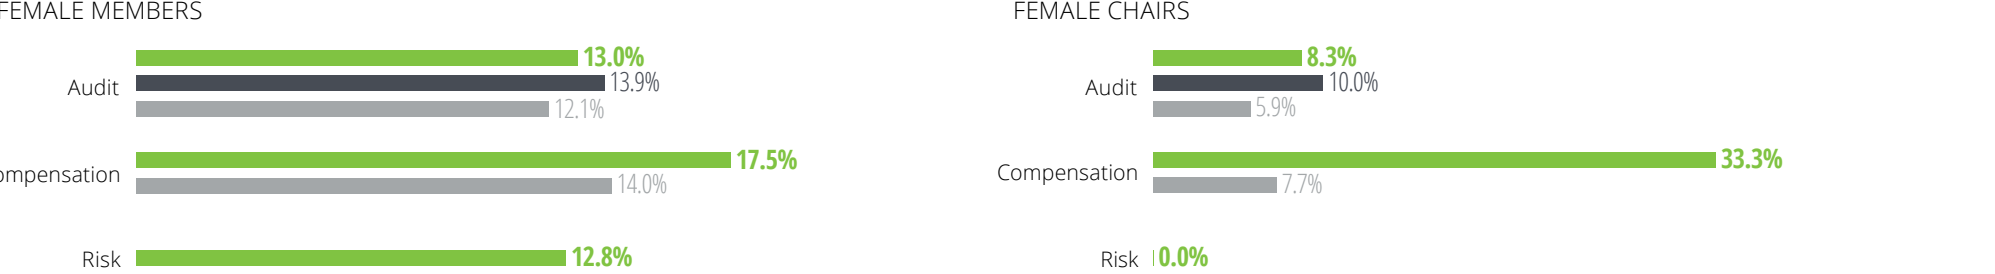 FEMALE MEMBERS
Audit
13.0%
13.9%
12.1%
ompensation
17.5%
14.0%
Risk
12.8%
FEMALE CHAIRS
Audit
8.3%
10.0%
5.9%
Compensation
33.3%
7.7%
Risk
0.0%